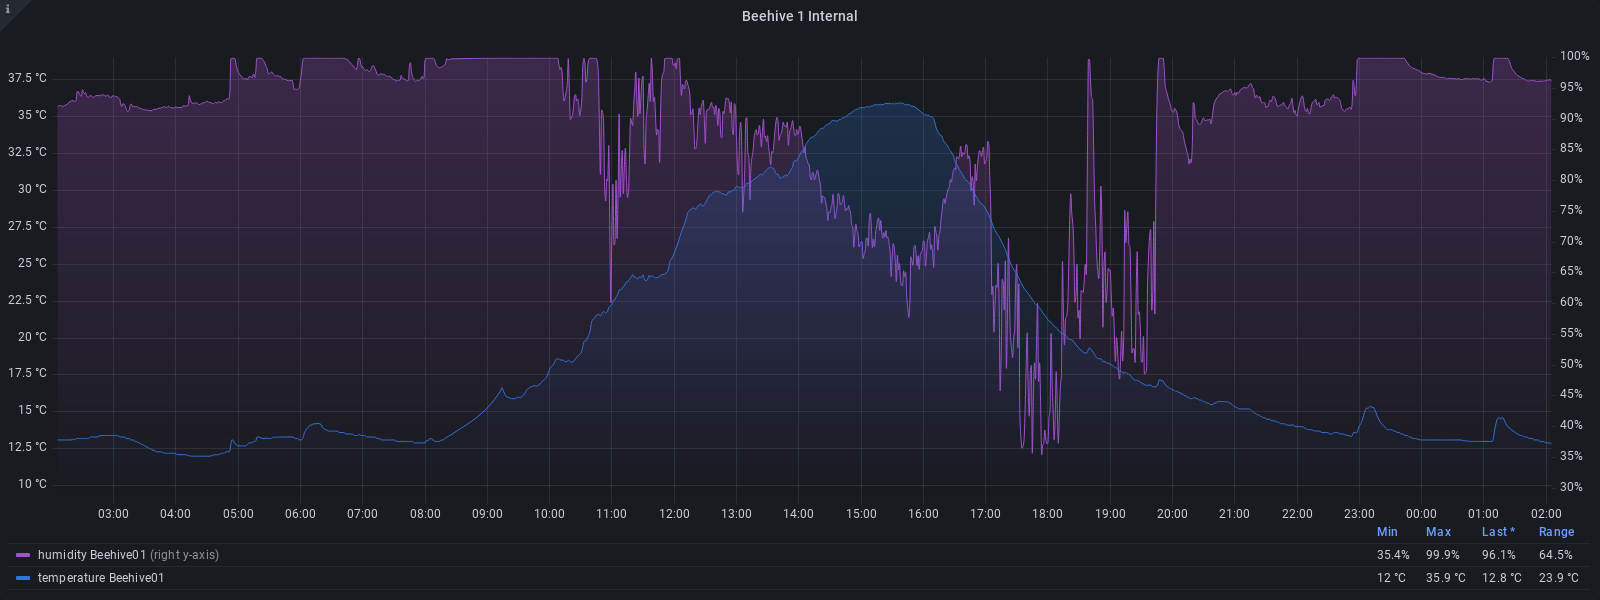 i
Beehive 1 Internal
37.5 °C
35 °C
32.5 °C
30 °C
27.5 °C
25 °C
22.5 °C
20 °C
17.5 °C
15 °C
12.5 °C
10 °C
100%
95%
90%
85%
80%
75%
70%
65%
60%
55%
50%
45%
40%
35%
30%
03:00 04:00 05:00 06:00 07:00 08:00 09:00 10:00 11:00 12:00 13:00 14:00 15:00 16:00 17:00 18:00 19:00 20:00 21:00 22:00 23:00 00:00 01:00 02:00
Min Max Last * Range
humidity Beehive01 (right y-axis) 35.4% 99.9% 96.1% 64.5%
temperature Beehive01 12 °C 35.9 °C 12.8 °C 23.9 °C